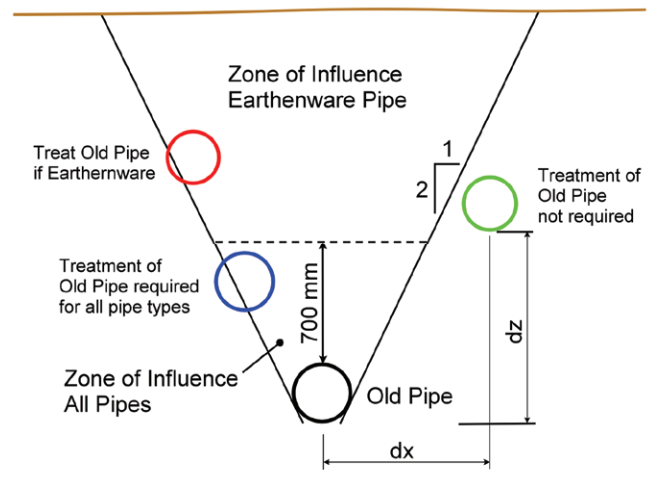 Zone of Influence
Earthenware Pipe
Treat Old Pipe
if Earthernware
1
2
Treatment of
Old Pipe
not required
Treatment of
Old Pipe required
for all pipe types
700 mm
dz
Zone of Influence
All Pipes
Old Pipe
dx